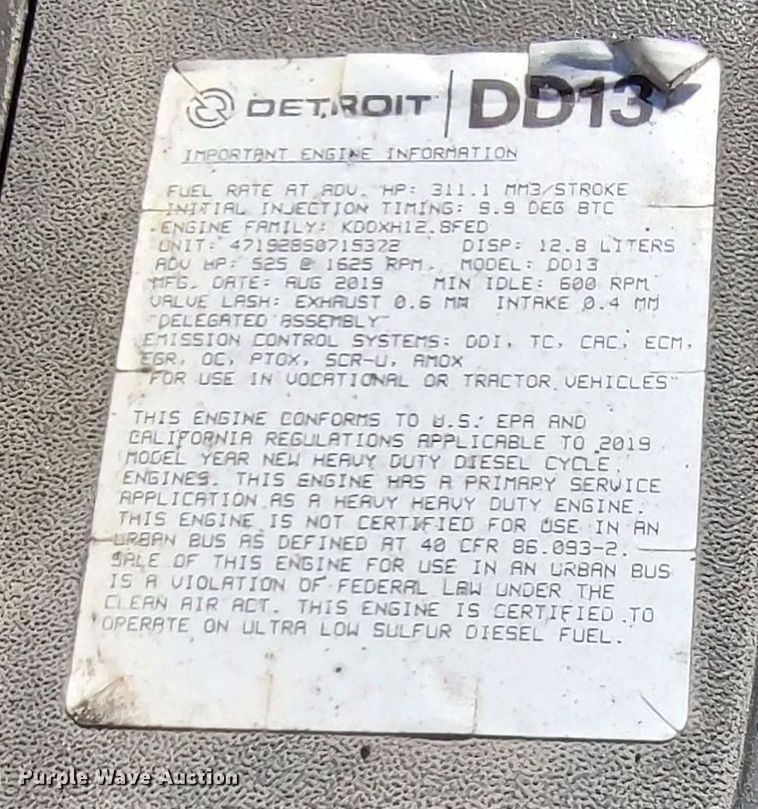 DETROIT | DD13
IMPORTANT ENGINE INFORMATION
FUEL RATE AT ADV. HP: 311.1 MM3/STROKE
INITIAL INJECTION TIMING: 9.9 DEG BTC
ENGINE FAMILY: KDDXH12.8FED
UNIT: 471928S0715372 DISP: 12.8 LITERS
ADV HP: 525 @ 1625 RPM. MODEL: DD13
MFG. DATE: AUG 2019 MIN IDLE: 600 RPM
VALVE LASH: EXHAUST 0.6 MM INTAKE 0.4 MM
"DELEGATED ASSEMBLY"
EMISSION CONTROL SYSTEMS: DDI, TC, CAC, ECM,
EGR, OC, PTOX, SCR-U, AMOX
"FOR USE IN VOCATIONAL OR TRACTOR VEHICLES"
THIS ENGINE CONFORMS TO U.S. EPA AND
CALIFORNIA REGULATIONS APPLICABLE TO 2019
MODEL YEAR NEW HEAVY DUTY DIESEL CYCLE
ENGINES. THIS ENGINE HAS A PRIMARY SERVICE
APPLICATION AS A HEAVY HEAVY DUTY ENGINE.
THIS ENGINE IS NOT CERTIFIED FOR USE IN AN
URBAN BUS AS DEFINED AT 40 CFR 86.093-2.
SALE OF THIS ENGINE FOR USE IN AN URBAN BUS
IS A VIOLATION OF FEDERAL LAW UNDER THE
CLEAN AIR ACT. THIS ENGINE IS CERTIFIED TO
OPERATE ON ULTRA LOW SULFUR DIESEL FUEL.
Purple Wave Auction